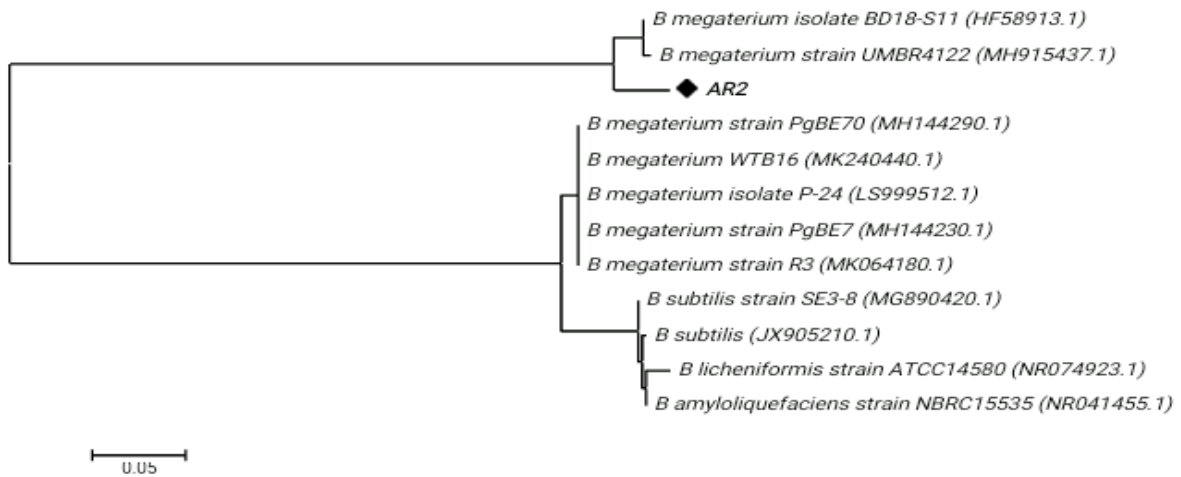 B megaterium isolate BD18-S11 (HF58913.1)
B megaterium strain UMBR4122 (MH915437.1)
AR2
B megaterium strain PgBE70 (MH144290.1)
B megaterium WTB16 (MK240440.1)
B megaterium isolate P-24 (LS999512.1)
B megaterium strain PgBE7 (MH144230.1)
B megaterium strain R3 (MK064180.1)
B subtilis strain SE3-8 (MG890420.1)
B subtilis (JX905210.1)
B licheniformis strain ATCC14580 (NR074923.1)
B amyloliquefaciens strain NBRC15535 (NR041455.1)
0.05